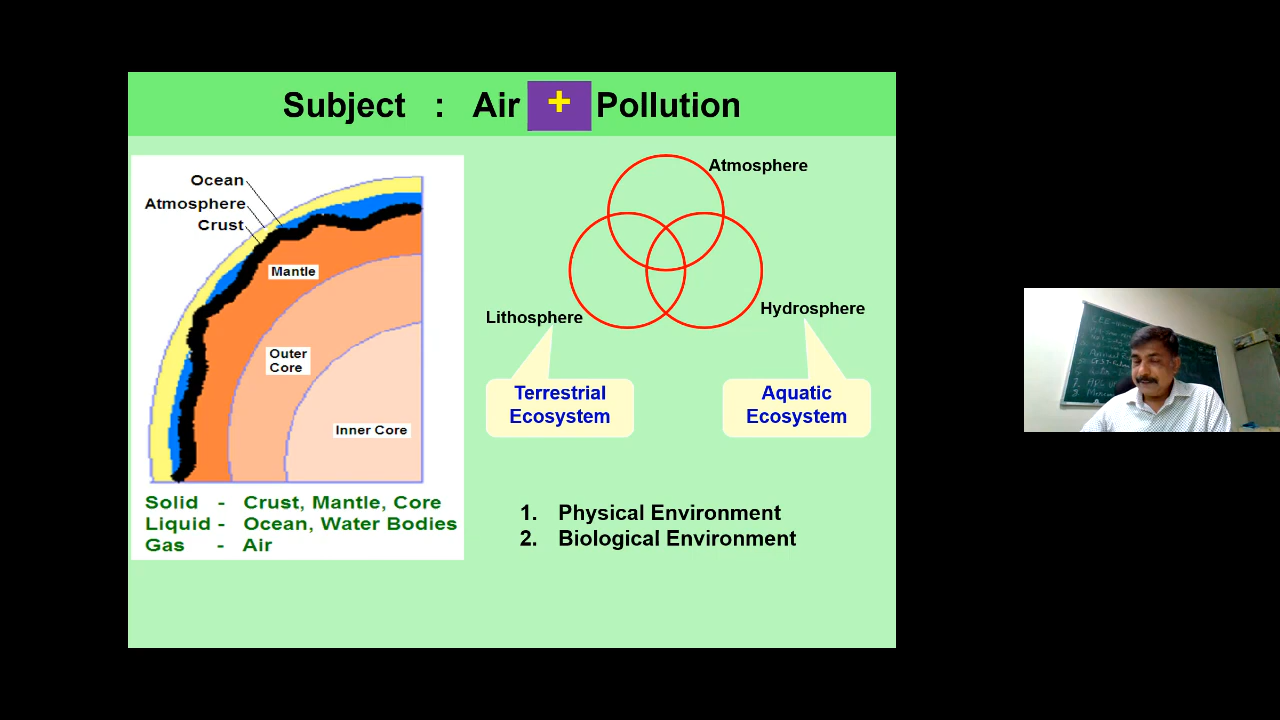 Subject : Air + Pollution
Ocean
Atmosphere
Crust
Mantle
Outer
Core
Inner Core
Solid - Crust, Mantle, Core
Liquid - Ocean, Water Bodies
Gas - Air
Atmosphere
Lithosphere
Hydrosphere
Terrestrial
Ecosystem
Aquatic
Ecosystem
1. Physical Environment
2. Biological Environment